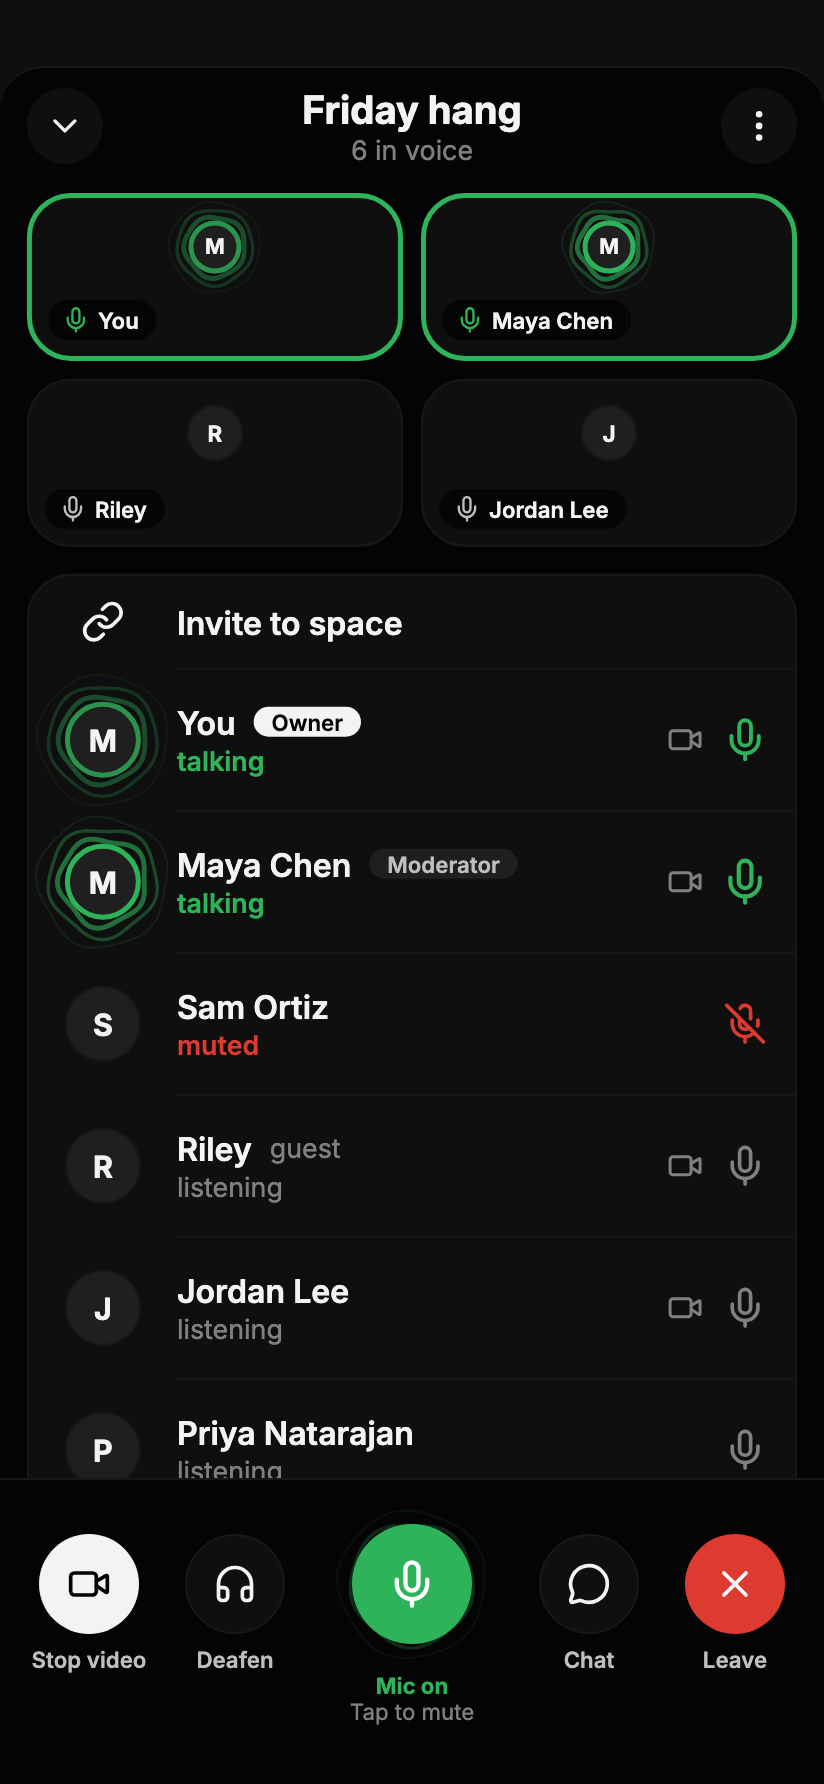 Friday hang
6 in voice
M
M
You
Maya Chen
R
J
Riley
Jordan Lee
Invite to space
M
You Owner
talking
M
Maya Chen Moderator
talking
S
Sam Ortiz
muted
R
Riley guest
listening
J
Jordan Lee
listening
P
Priya Natarajan
listening
Stop video
Deafen
Mic on
Tap to mute
Chat
Leave